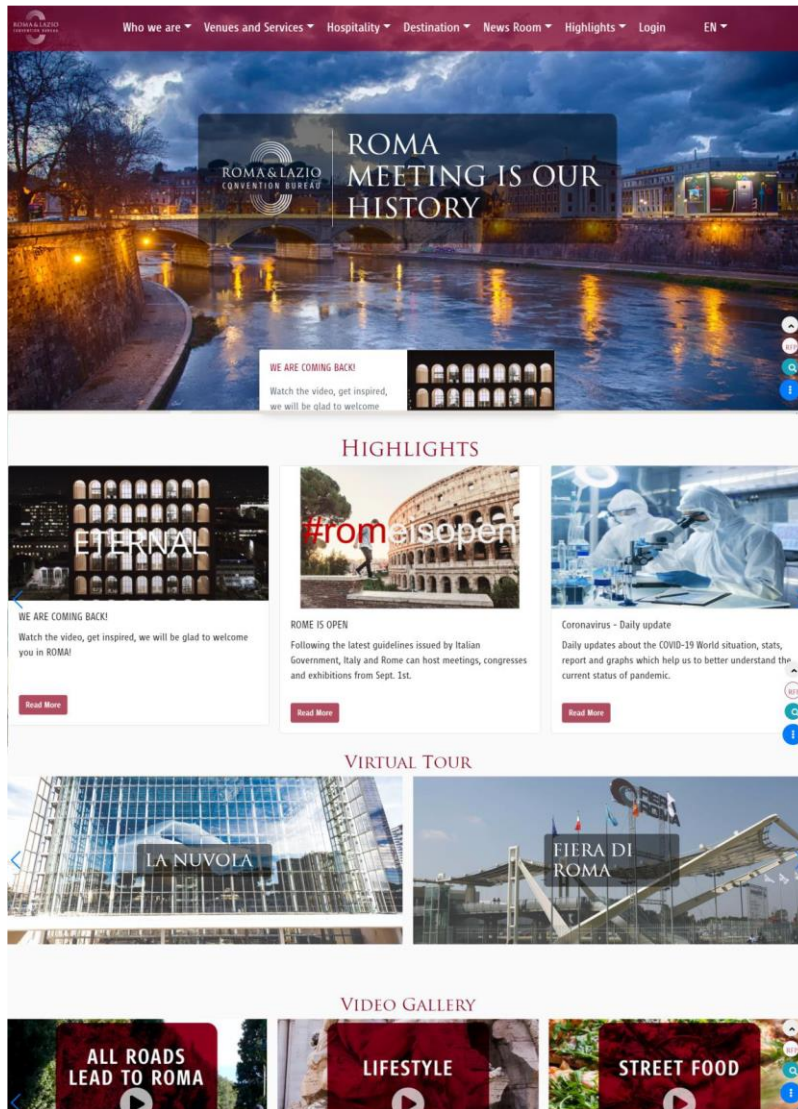 ROMA & LAZIO
CONVENTION BUREAU
Who we are
Venues and Services
Hospitality
Destination
News Room
Highlights
Login
EN
ROMA & LAZIO
CONVENTION BUREAU
ROMA
MEETING IS OUR
HISTORY
RFP
WE ARE COMING BACK!
Watch the video, get inspired,
we will be glad to welcome
HIGHLIGHTS
ETERNAL
#romeisopen
WE ARE COMING BACK!
Watch the video, get inspired, we will be glad to welcome
you in ROMA!
Read More
ROME IS OPEN
Following the latest guidelines issued by Italian
Government, Italy and Rome can host meetings, congresses
and exhibitions from Sept. 1st.
Read More
Coronavirus - Daily update
Daily updates about the COVID-19 World situation, stats,
report and graphs which help us to better understand the
current status of pandemic.
Read More
RFP
VIRTUAL TOUR
LA NUVOLA
FIERA
ROMA
FIERA DI
ROMA
VIDEO GALLERY
ALL ROADS
LEAD TO ROMA
LIFESTYLE
STREET FOOD
RFP